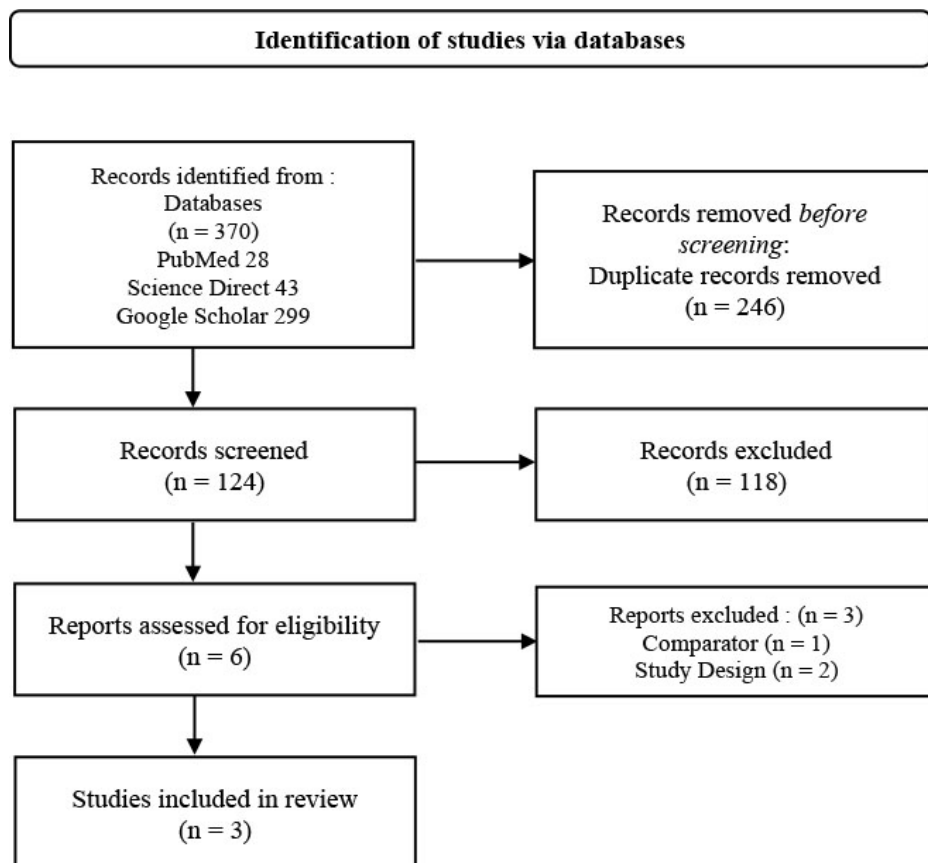 Identification of studies via databases
Records identified from :
Databases
(n = 370)
PubMed 28
Science Direct 43
Google Scholar 299
Records removed before
screening:
Duplicate records removed
(n = 246)
Records screened
(n = 124)
Records excluded
(n = 118)
Reports assessed for eligibility
(n = 6)
Reports excluded : (n = 3)
Comparator (n = 1)
Study Design (n = 2)
Studies included in review
(n = 3)